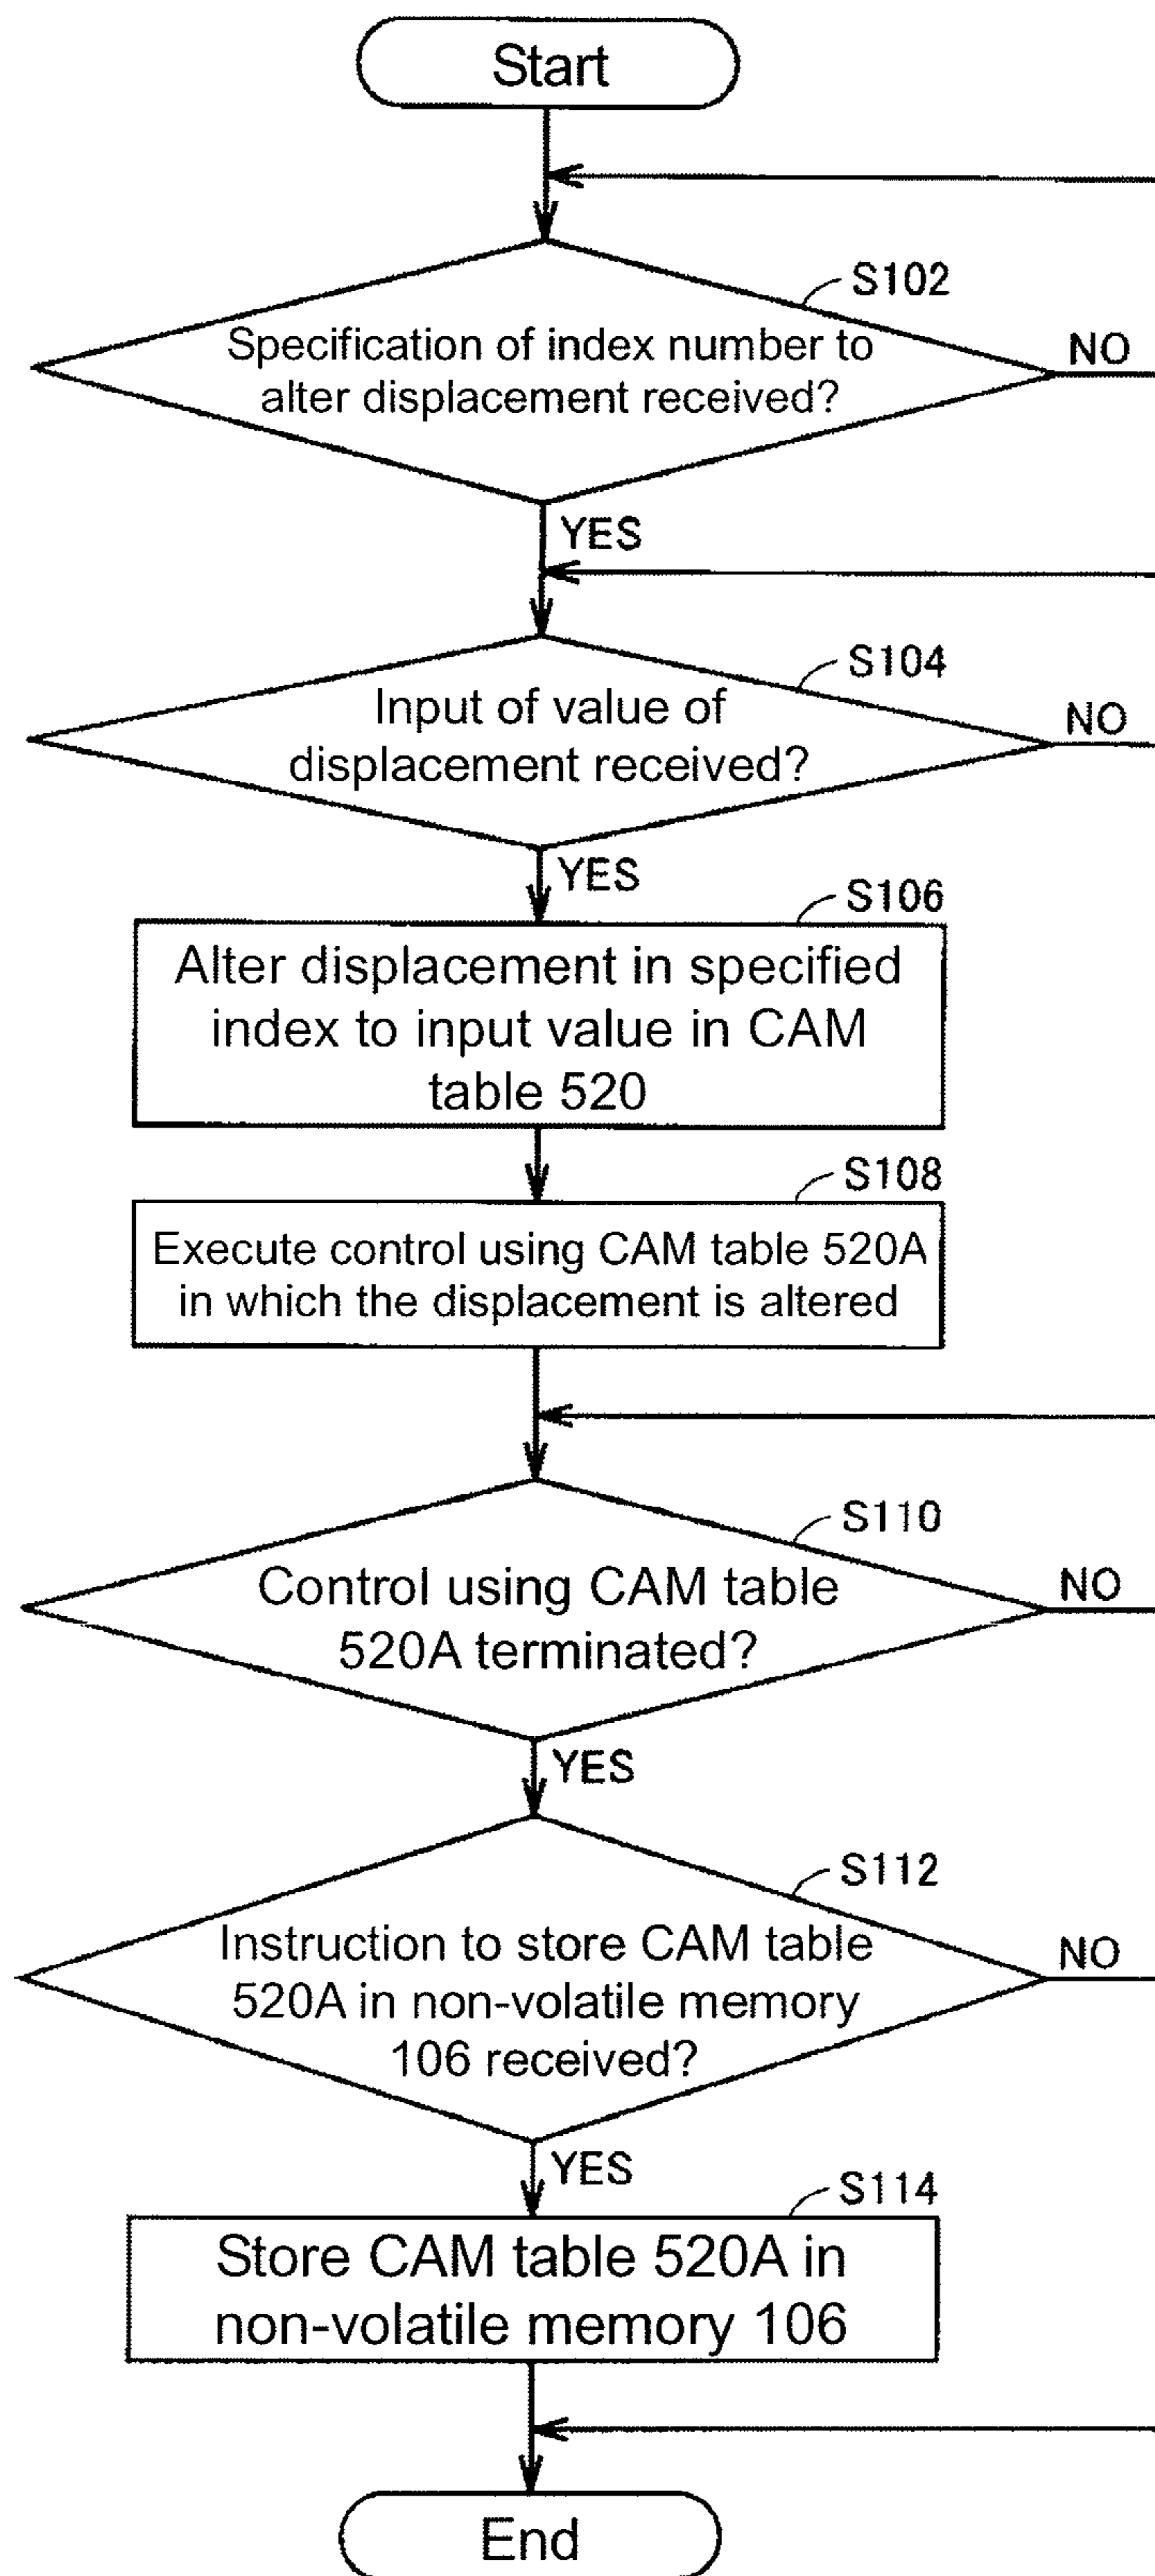 Start
S102
Specification of index number to
alter displacement received?
NO
YES
S104
Input of value of
displacement received?
NO
YES
S106
Alter displacement in specified
index to input value in CAM
table 520
S108
Execute control using CAM table 520A
in which the displacement is altered
S110
Control using CAM table
520A terminated?
NO
YES
S112
Instruction to store CAM table
520A in non-volatile memory
106 received?
NO
YES
S114
Store CAM table 520A in
non-volatile memory 106
End